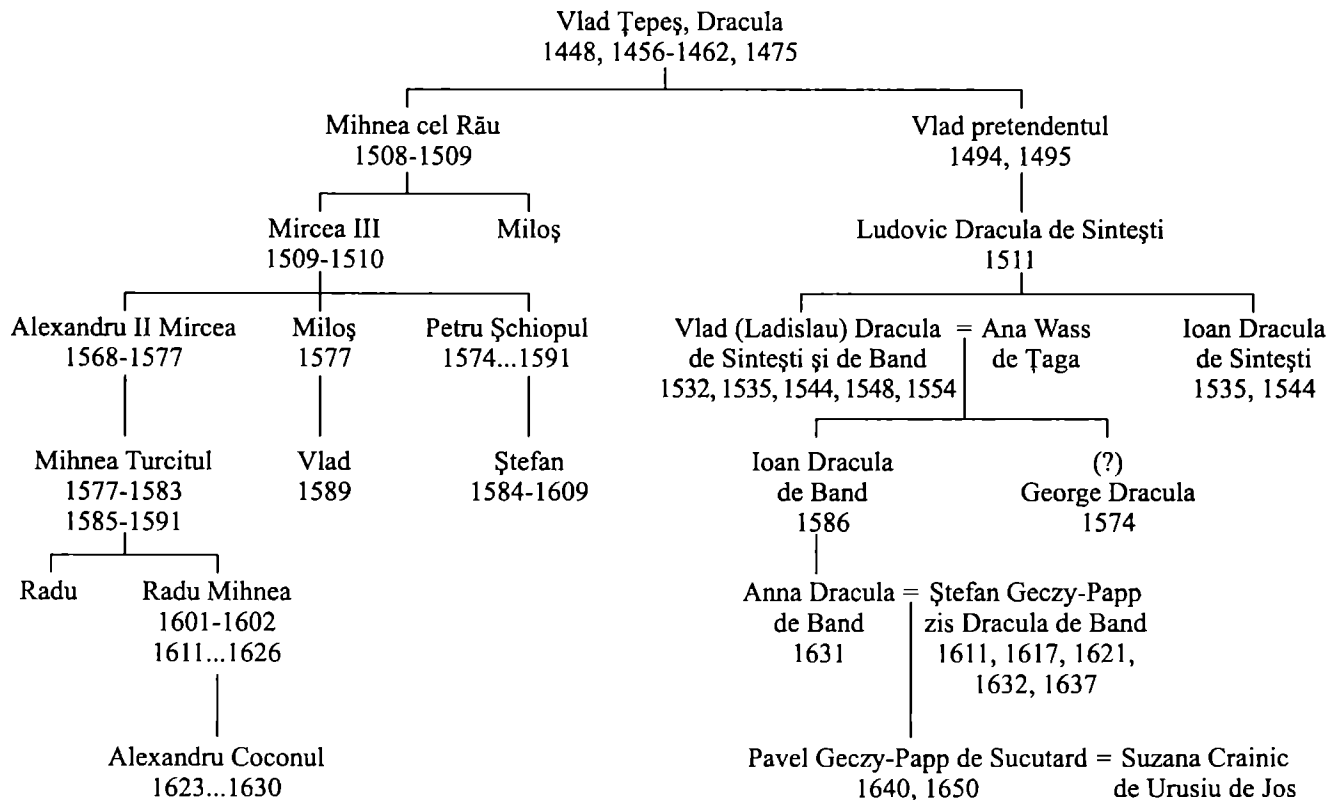 Vlad Ţepeş, Dracula
1448, 1456-1462, 1475
Mihnea cel Rău
1508-1509
Vlad pretendentul
1494, 1495
Mircea III
1509-1510
Miloş
Ludovic Dracula de Sinteşti
1511
Alexandru II Mircea
1568-1577
Miloş
1577
Petru Şchiopul
1574...1591
Vlad (Ladislau) Dracula = Ana Wass
de Sinteşti şi de Band de Ţaga
1532, 1535, 1544, 1548, 1554
Ioan Dracula
de Sinteşti
1535, 1544
Mihnea Turcitul
1577-1583
1585-1591
Vlad
1589
Ştefan
1584-1609
Ioan Dracula
de Band
1586
(?)
George Dracula
1574
Radu
Radu Mihnea
1601-1602
1611...1626
Anna Dracula = Ştefan Geczy-Papp
de Band zis Dracula de Band
1631 1611, 1617, 1621,
1632, 1637
Alexandru Coconul
1623...1630
Pavel Geczy-Papp de Sucutard = Suzana Crainic
1640, 1650 de Urusiu de Jos